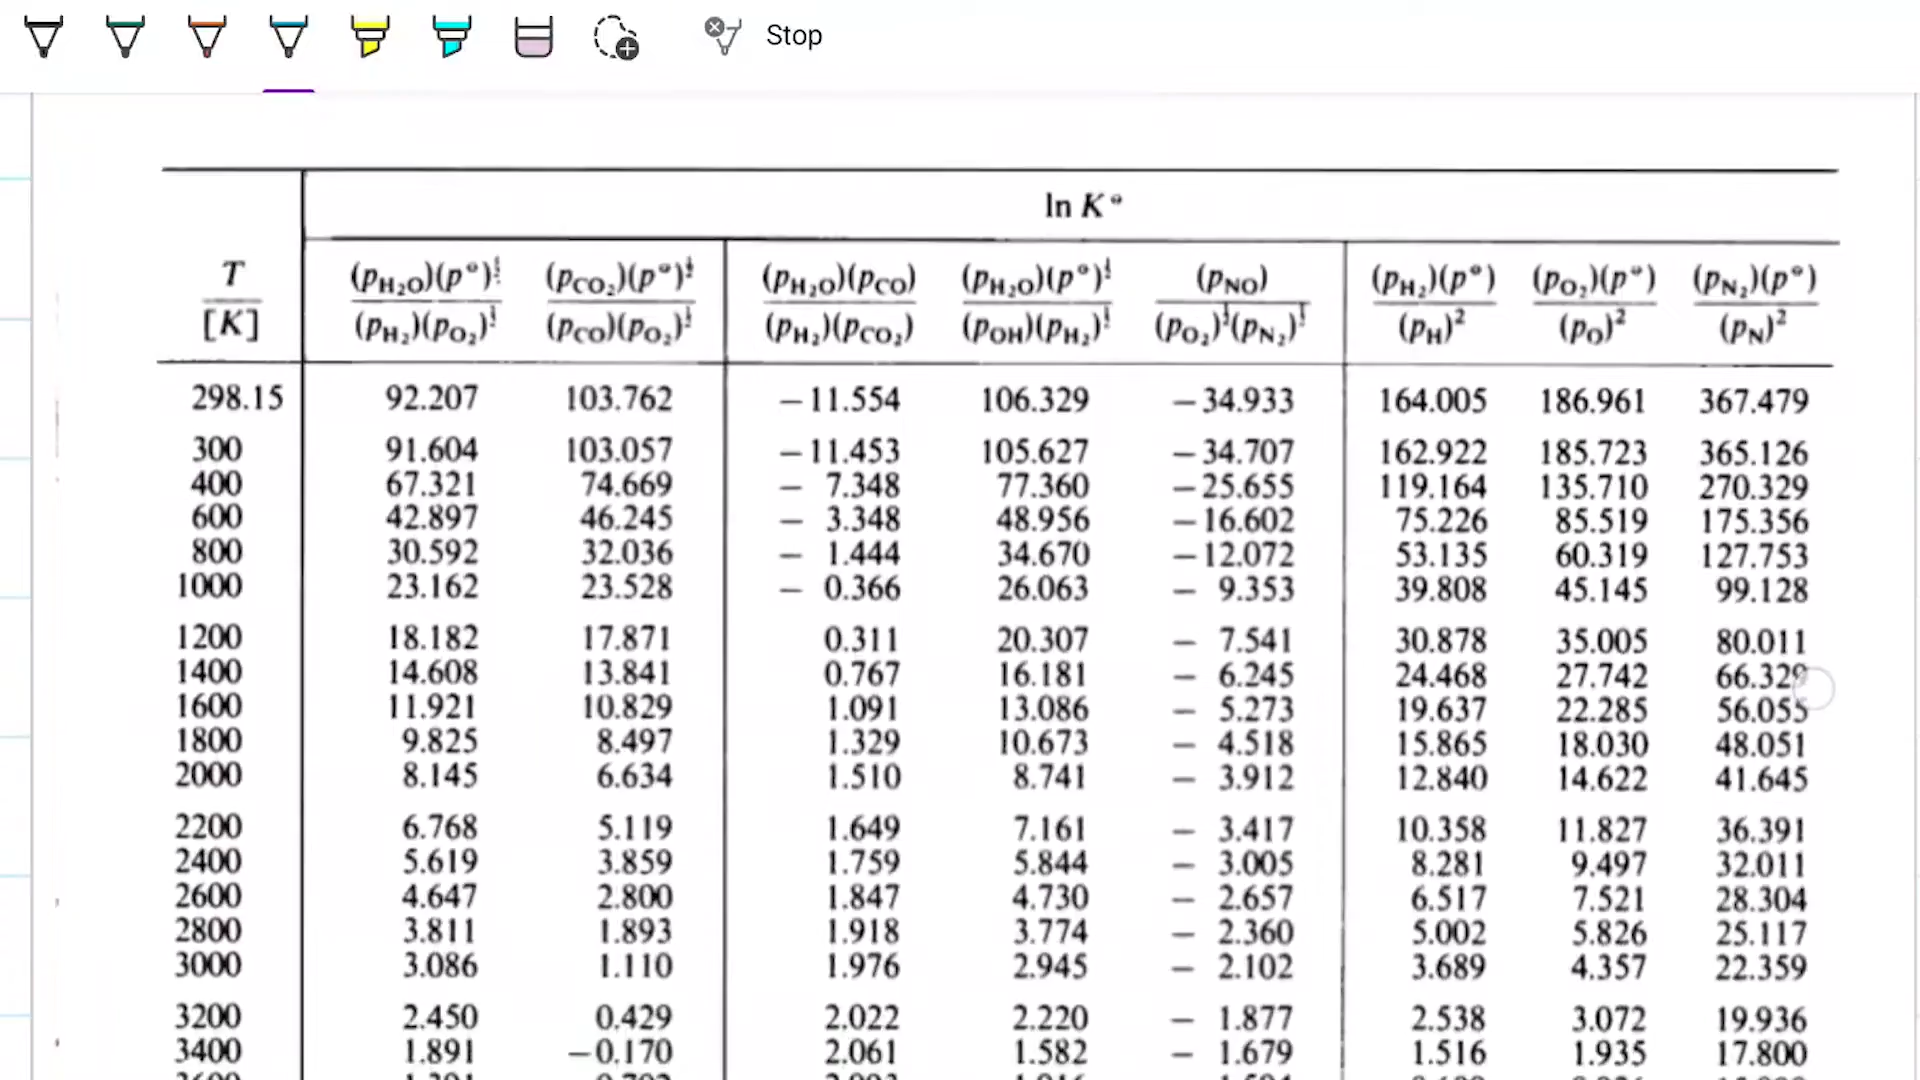 Stop
ln K°
T
[K]
(pH₂O)(p°)^½ / (pH₂)(pO₂)^½
(pCO₂)(p°)^½ / (pCO)(pO₂)^½
(pH₂O)(pCO) / (pH₂)(pCO₂)
(pH₂O)(p°)^½ / (pOH)(pH₂)^½
(pNO) / (pO₂)^½(pN₂)^½
(pH₂)(p°) / (pH)²
(pO₂)(p°) / (pO)²
(pN₂)(p°) / (pN)²
298.15 92.207 103.762 −11.554 106.329 −34.933 164.005 186.961 367.479
300 91.604 103.057 −11.453 105.627 −34.707 162.922 185.723 365.126
400 67.321 74.669 − 7.348 77.360 −25.655 119.164 135.710 270.329
600 42.897 46.245 − 3.348 48.956 −16.602 75.226 85.519 175.356
800 30.592 32.036 − 1.444 34.670 −12.072 53.135 60.319 127.753
1000 23.162 23.528 − 0.366 26.063 − 9.353 39.808 45.145 99.128
1200 18.182 17.871 0.311 20.307 − 7.541 30.878 35.005 80.011
1400 14.608 13.841 0.767 16.181 − 6.245 24.468 27.742 66.329
1600 11.921 10.829 1.091 13.086 − 5.273 19.637 22.285 56.055
1800 9.825 8.497 1.329 10.673 − 4.518 15.865 18.030 48.051
2000 8.145 6.634 1.510 8.741 − 3.912 12.840 14.622 41.645
2200 6.768 5.119 1.649 7.161 − 3.417 10.358 11.827 36.391
2400 5.619 3.859 1.759 5.844 − 3.005 8.281 9.497 32.011
2600 4.647 2.800 1.847 4.730 − 2.657 6.517 7.521 28.304
2800 3.811 1.893 1.918 3.774 − 2.360 5.002 5.826 25.117
3000 3.086 1.110 1.976 2.945 − 2.102 3.689 4.357 22.359
3200 2.450 0.429 2.022 2.220 − 1.877 2.538 3.072 19.936
3400 1.891 −0.170 2.061 1.582 − 1.679 1.516 1.935 17.800